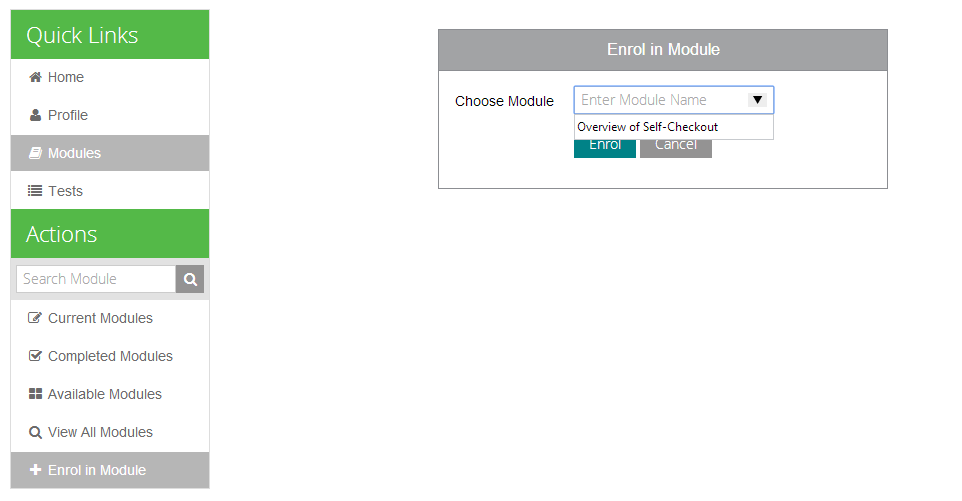 Quick Links
Home
Profile
Modules
Tests
Actions
Search Module
Current Modules
Completed Modules
Available Modules
View All Modules
Enrol in Module
Enrol in Module
Choose Module
Enter Module Name
Overview of Self-Checkout
Enrol Cancel